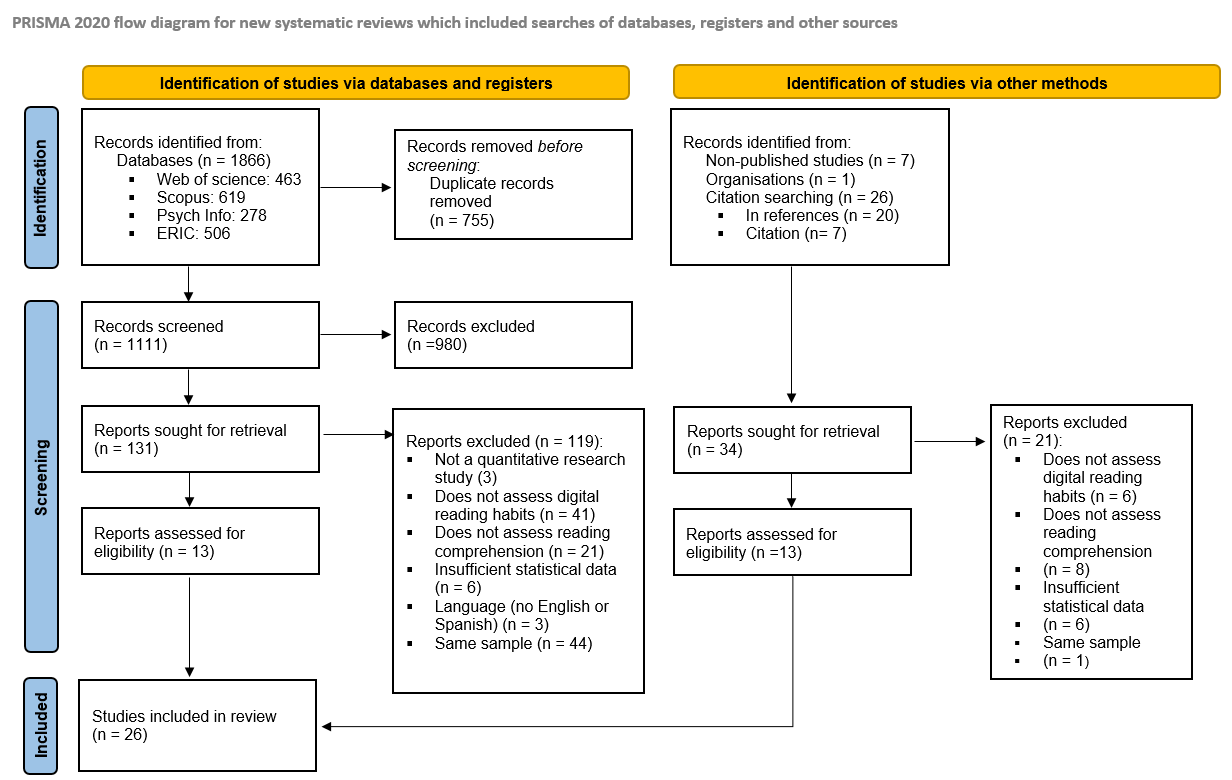 PRISMA 2020 flow diagram for new systematic reviews which included searches of databases, registers and other sources
Identification of studies via databases and registers
Identification of studies via other methods
Identification
Records identified from:
Databases (n = 1866)
▪ Web of science: 463
▪ Scopus: 619
▪ Psych Info: 278
▪ ERIC: 506
Records removed before
screening:
Duplicate records
removed
(n = 755)
Records identified from:
Non-published studies (n = 7)
Organisations (n = 1)
Citation searching (n = 26)
▪ In references (n = 20)
▪ Citation (n= 7)
Screening
Records screened
(n = 1111)
Records excluded
(n =980)
Reports sought for retrieval
(n = 131)
Reports excluded (n = 119):
▪ Not a quantitative research
study (3)
▪ Does not assess digital
reading habits (n = 41)
▪ Does not assess reading
comprehension (n = 21)
▪ Insufficient statistical data
(n = 6)
▪ Language (no English or
Spanish) (n = 3)
▪ Same sample (n = 44)
Reports sought for retrieval
(n = 34)
Reports excluded
(n = 21):
▪ Does not assess
digital reading
habits (n = 6)
▪ Does not assess
reading
comprehension
▪ (n = 8)
▪ Insufficient
statistical data
▪ (n = 6)
▪ Same sample
▪ (n = 1)
Reports assessed for
eligibility (n = 13)
Reports assessed for
eligibility (n =13)
Included
Studies included in review
(n = 26)